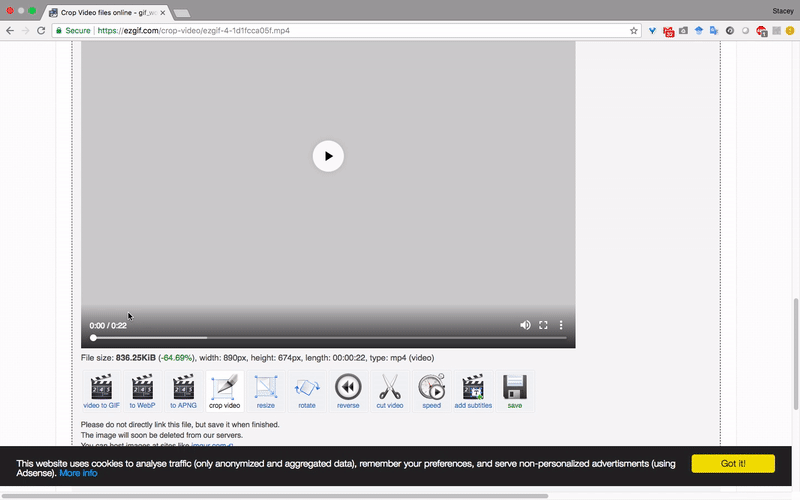 Crop Video files online - gif_w
Stacey
Secure https://ezgif.com/crop-video/ezgif-4-1d1fcca05f.mp4
0:00 / 0:22
File size: 836.25KiB (-64.69%), width: 890px, height: 674px, length: 00:00:22, type: mp4 (video)
video to GIF to WebP to APNG crop video resize rotate reverse cut video speed add subtitles save
Please do not directly link this file, but save it when finished.
The image will soon be deleted from our servers.
You can host images at sites like imgur.com
This website uses cookies to analyse traffic (only anonymized and aggregated data), remember your preferences, and serve non-personalized advertisments (using
Adsense). More info
Got it!